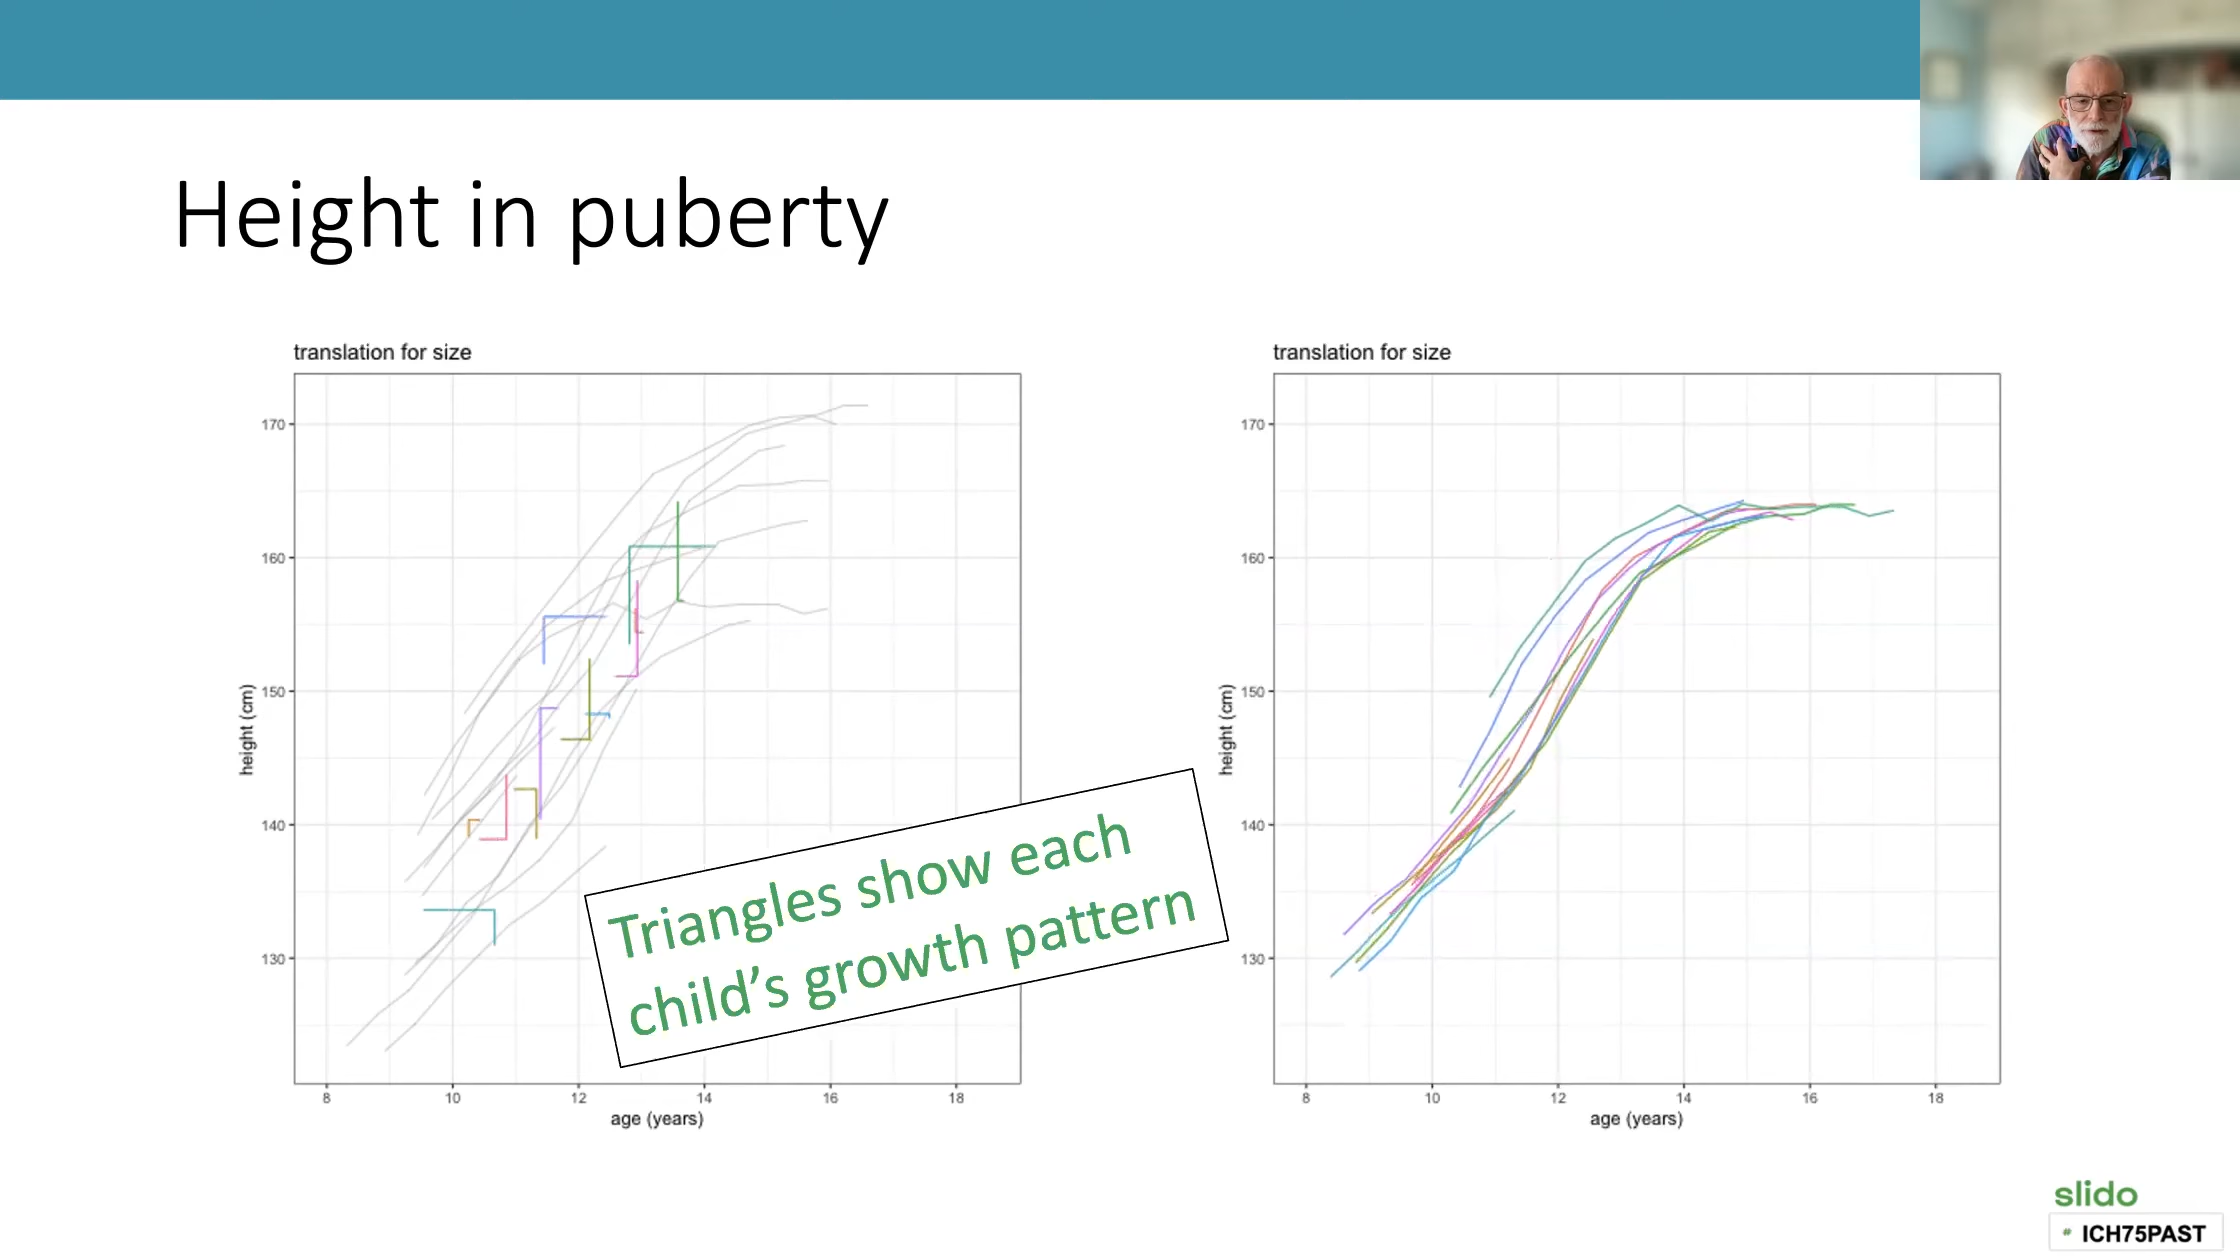 Height in puberty
translation for size
170
160
150
140
130
height (cm)
8 10 12 14 16 18
age (years)
Triangles show each
child's growth pattern
translation for size
170
160
150
140
130
height (cm)
8 10 12 14 16 18
age (years)
slido
# ICH75PAST